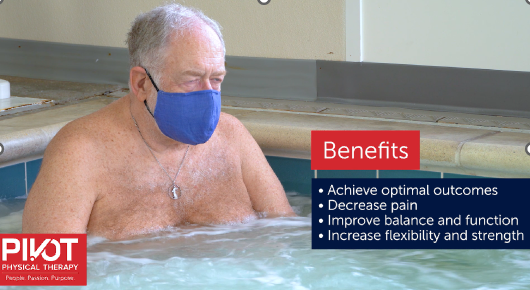 Benefits
• Achieve optimal outcomes
• Decrease pain
• Improve balance and function
• Increase flexibility and strength
PIVOT
PHYSICAL THERAPY
People. Passion. Purpose.